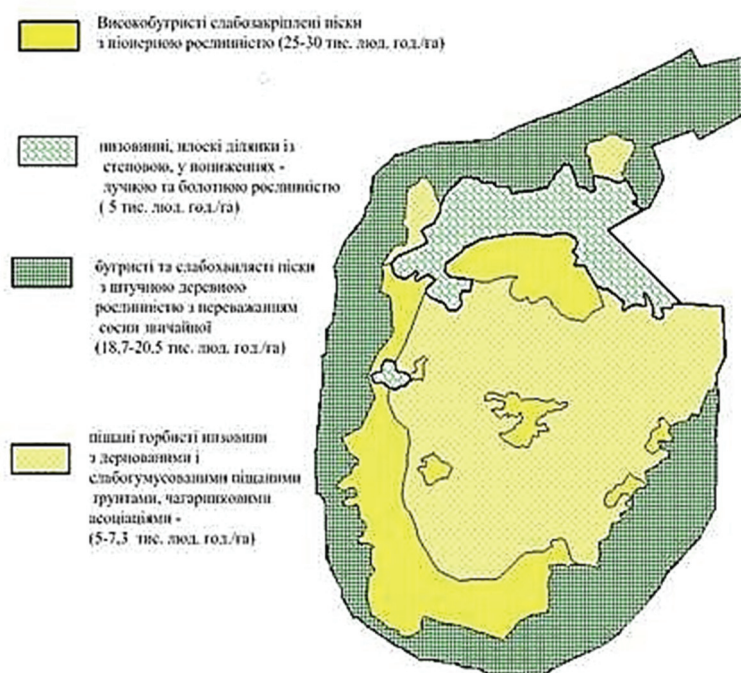 Високобугристі слабозакріплені піски
з піонерною рослинністю (25-30 тис. люд. год./га)
низовинні, плоскі ділянки із
степовою, у пониженнях -
лучною та болотною рослинністю
( 5 тис. люд. год./га)
бугристі та слабохвилясті піски
з штучною деревною
рослинністю з переважанням
сосни звичайної
(18,7-20,5 тис. люд. год./га)
піщані горбисті низовини
з дернованими і
слабогумусованими піщаними
грунтами, чагарниковими
асоціаціями -
(5-7,3 тис. люд. год./га)